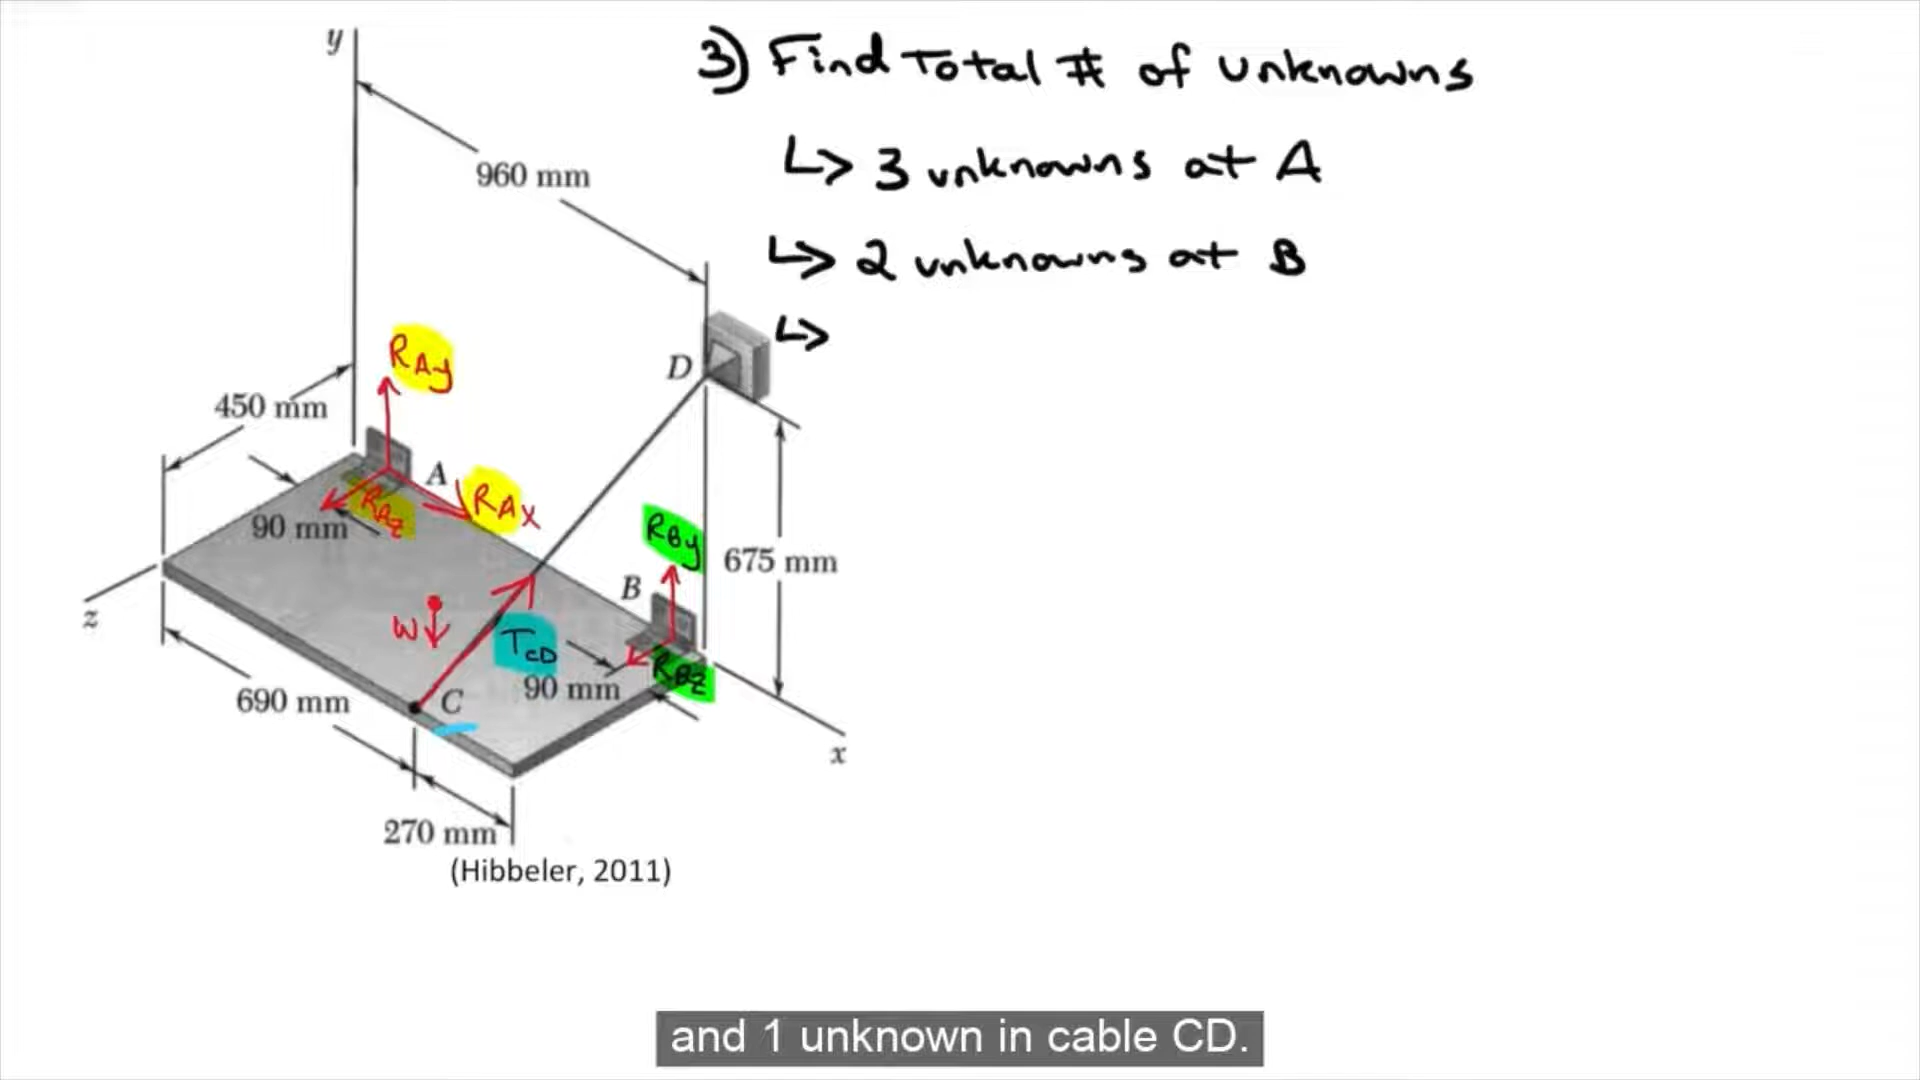 3) Find Total # of unknowns
↳ 3 unknowns at A
↳ 2 unknowns at B
↳
y
960 mm
D
RAy
450 mm
A
RAx
RAz
90 mm
RBy
B
675 mm
z
W
TCD
RBz
90 mm
690 mm
C
x
270 mm
(Hibbeler, 2011)
and 1 unknown in cable CD.